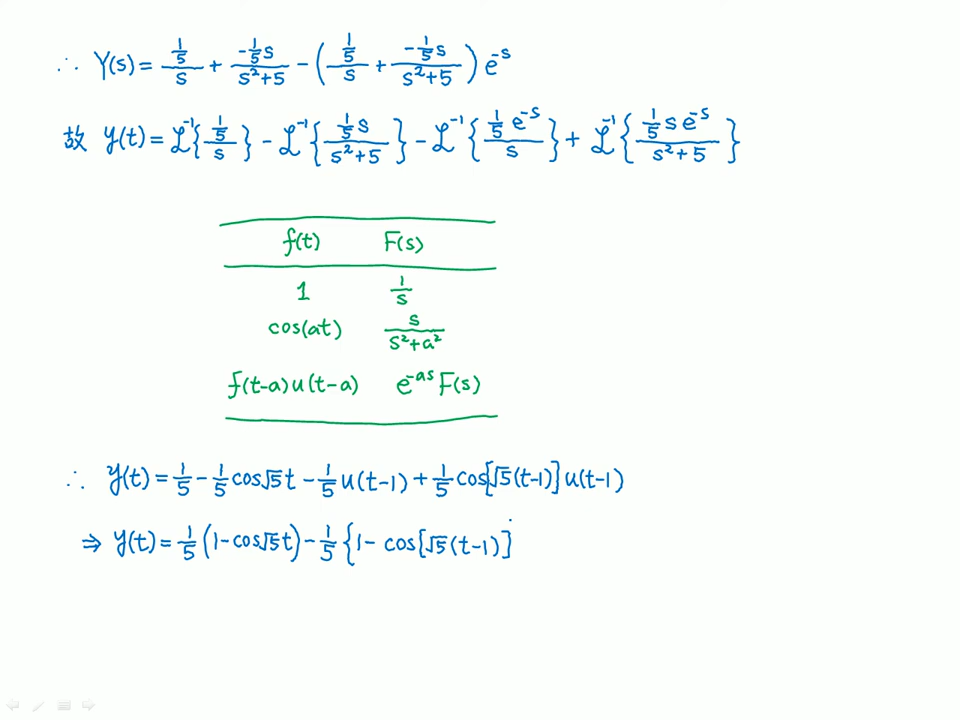 ∴ Y(s) = (1/5)/s + (-1/5 s)/(s²+5) - ( (1/5)/s + (-1/5 s)/(s²+5) ) e^-s
故 y(t) = ℒ⁻¹{ (1/5)/s } - ℒ⁻¹{ (1/5 s)/(s²+5) } - ℒ⁻¹{ (1/5 e^-s)/s } + ℒ⁻¹{ (1/5 s e^-s)/(s²+5) }
f(t) F(s)
1 1/s
cos(at) s/(s²+a²)
f(t-a)u(t-a) e^-as F(s)
∴ y(t) = 1/5 - 1/5 cos√5 t - 1/5 u(t-1) + 1/5 cos[√5(t-1)] u(t-1)
⇒ y(t) = 1/5 (1-cos√5 t) - 1/5 {1- cos[√5(t-1)]